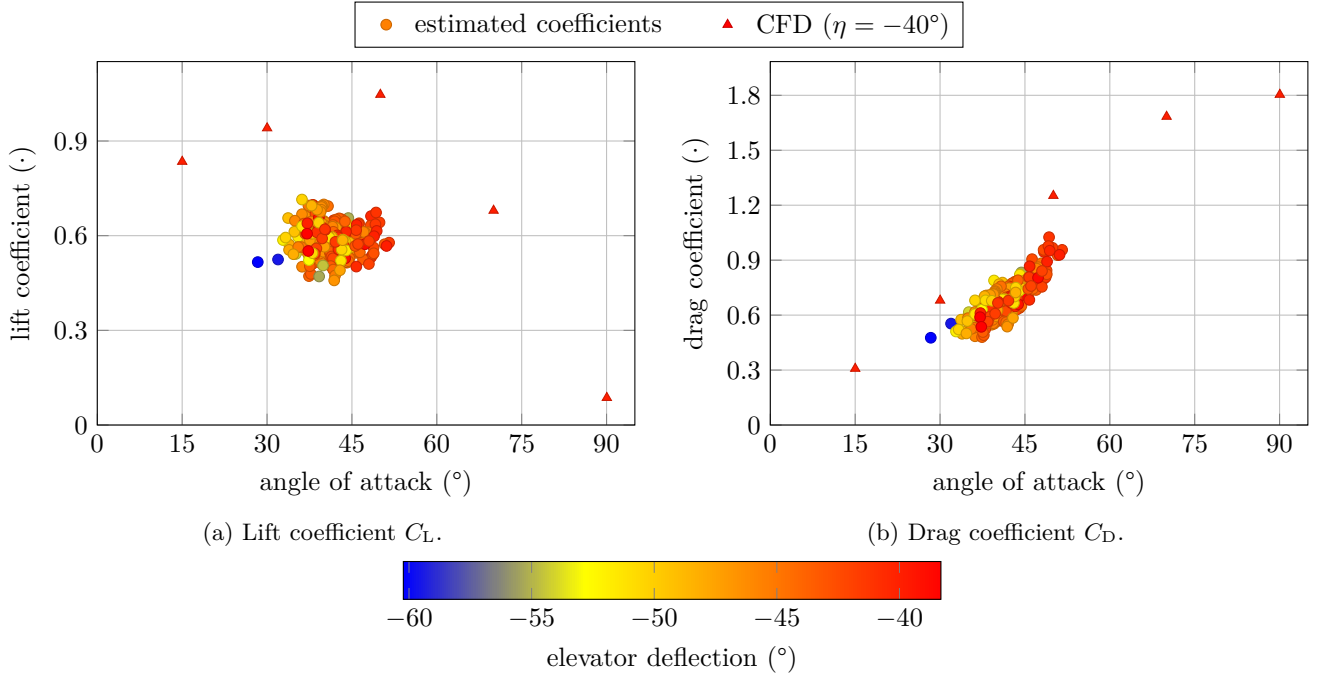 estimated coefficients CFD (η = −40°)
lift coefficient (·)
0.9
0.6
0.3
0
0 15 30 45 60 75 90
angle of attack (°)
(a) Lift coefficient C_L.
drag coefficient (·)
1.8
1.5
1.2
0.9
0.6
0.3
0
0 15 30 45 60 75 90
angle of attack (°)
(b) Drag coefficient C_D.
−60 −55 −50 −45 −40
elevator deflection (°)